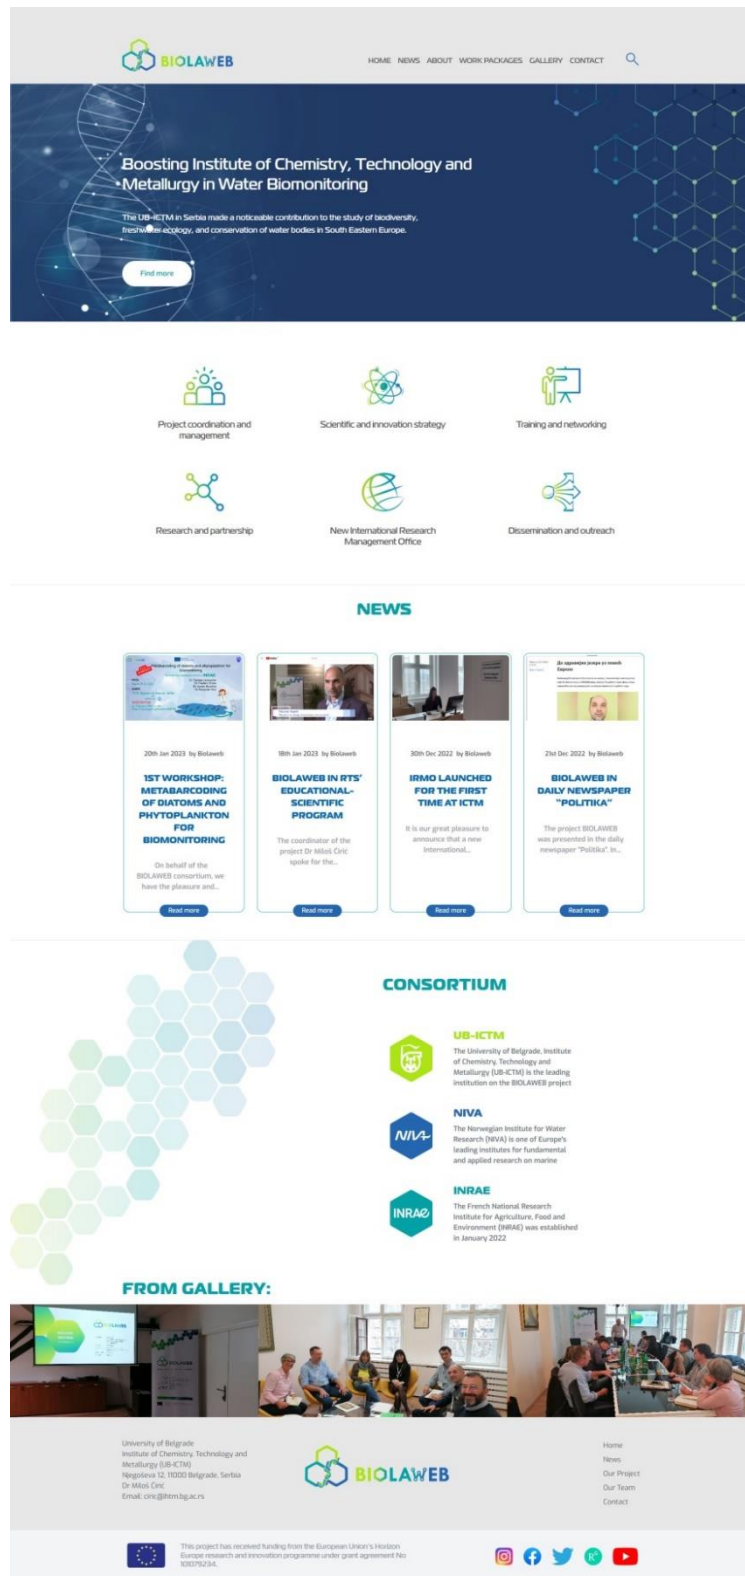 BIOLAWEB
HOME NEWS ABOUT WORK PACKAGES GALLERY CONTACT
Boosting Institute of Chemistry, Technology and
Metallurgy in Water Biomonitoring
The UB-ICTM in Serbia made a noticeable contribution to the study of biodiversity,
freshwater ecology, and conservation of water bodies in South Eastern Europe.
Find more
Project coordination and
management
Scientific and innovation strategy
Training and networking
Research and partnership
New International Research
Management Office
Dissemination and outreach
NEWS
20th Jan 2023 by Biolaweb
1ST WORKSHOP:
METABARCODING
OF DIATOMS AND
PHYTOPLANKTON
FOR
BIOMONITORING
On behalf of the
BIOLAWEB consortium, we
have the pleasure and...
Read more
18th Jan 2023 by Biolaweb
BIOLAWEB IN RTS'
EDUCATIONAL-
SCIENTIFIC
PROGRAM
The coordinator of the
project Dr Miloš Ćirić
spoke for the...
Read more
30th Dec 2022 by Biolaweb
IRMO LAUNCHED
FOR THE FIRST
TIME AT ICTM
It is our great pleasure to
announce that a new
International...
Read more
До здравијих језера уз помоћ
Европе
21st Dec 2022 by Biolaweb
BIOLAWEB IN
DAILY NEWSPAPER
"POLITIKA"
The project BIOLAWEB
was presented in the daily
newspaper "Politika". In...
Read more
CONSORTIUM
UB-ICTM
The University of Belgrade, Institute
of Chemistry, Technology and
Metallurgy (UB-ICTM) is the leading
institution on the BIOLAWEB project
NIVA
NIVA
The Norwegian Institute for Water
Research (NIVA) is one of Europe's
leading institutes for fundamental
and applied research on marine
INRAE
INRAE
The French National Research
Institute for Agriculture, Food and
Environment (INRAE) was established
in January 2022
FROM GALLERY:
BIOLAWEB
University of Belgrade
Institute of Chemistry, Technology and
Metallurgy (UB-ICTM)
Njegoševa 12, 11000 Belgrade, Serbia
Dr Miloš Ćirić
Email: ciric@ihtm.bg.ac.rs
BIOLAWEB
Home
News
Our Project
Our Team
Contact
This project has received funding from the European Union's Horizon
Europe research and innovation programme under grant agreement No
101079234.